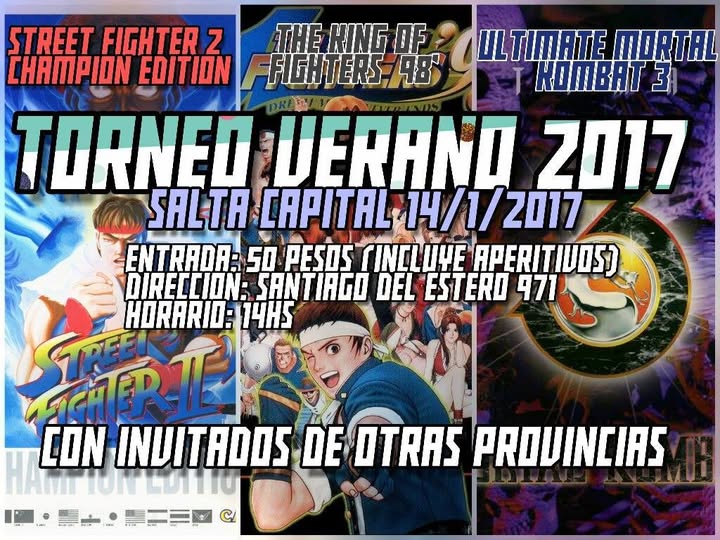 STREET FIGHTER 2
CHAMPION EDITION
THE KING OF
FIGHTERS 98'
ULTIMATE MORTAL
KOMBAT 3
TORNEO VERANO 2017
SALTA CAPITAL 14/1/2017
ENTRADA: 50 PESOS (INCLUYE APERITIVOS)
DIRECCION: SANTIAGO DEL ESTERO 971
HORARIO: 14HS
STREET
FIGHTER II
CON INVITADOS DE OTRAS PROVINCIAS